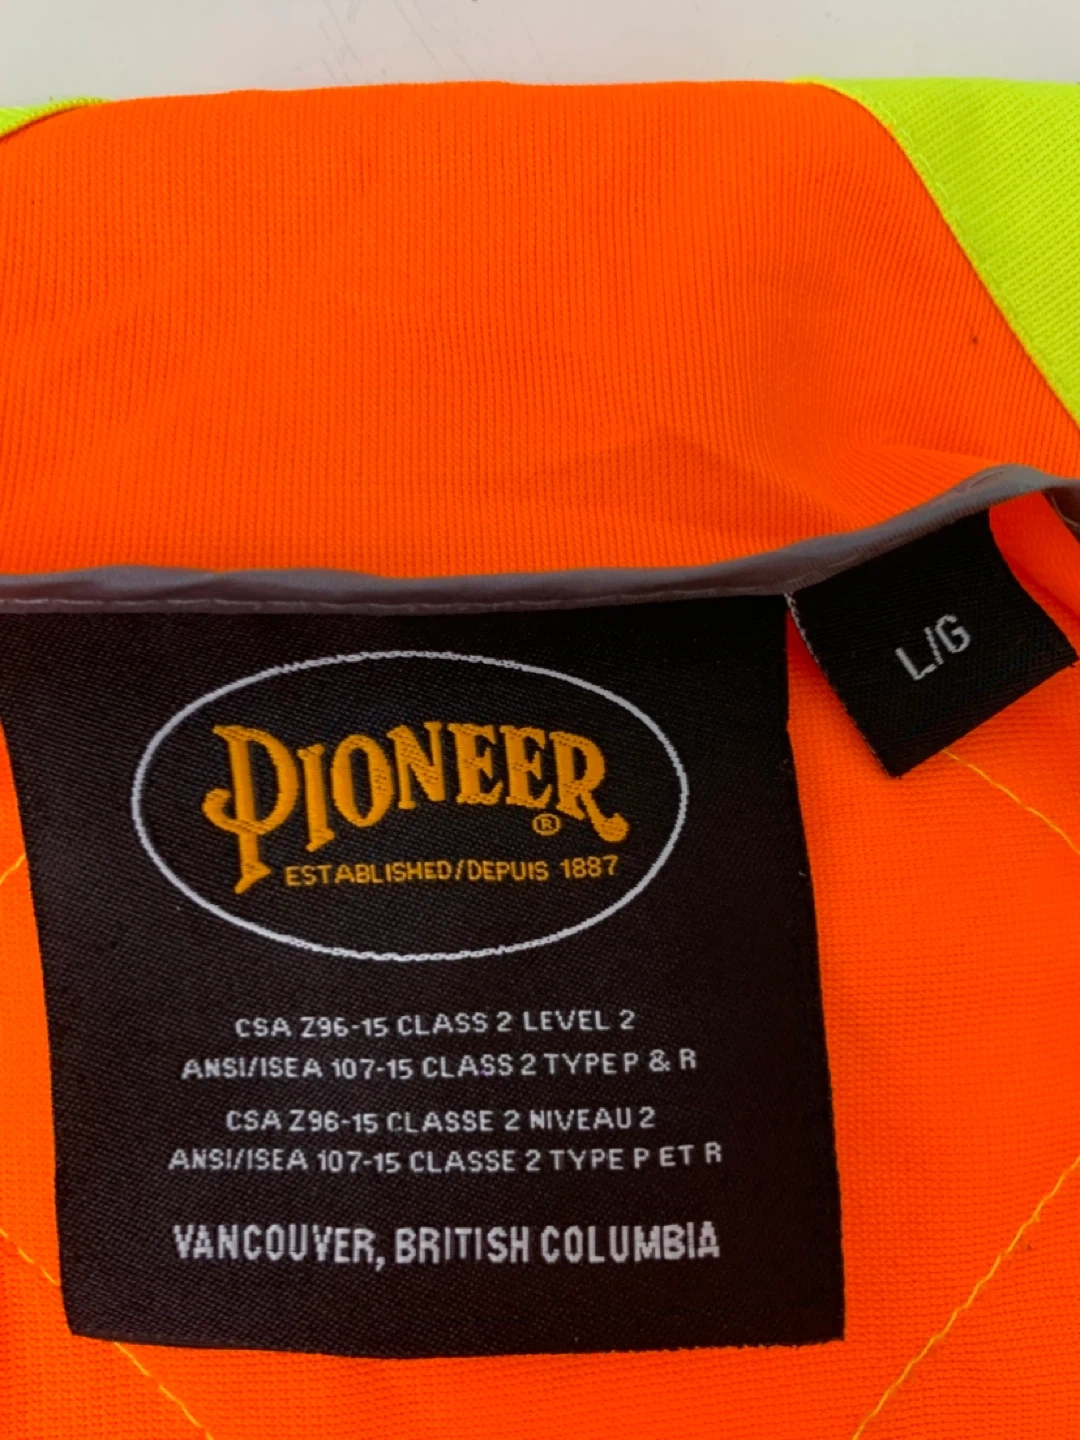 L/G
PIONEER®
ESTABLISHED/DEPUIS 1887
CSA Z96-15 CLASS 2 LEVEL 2
ANSI/ISEA 107-15 CLASS 2 TYPE P & R
CSA Z96-15 CLASSE 2 NIVEAU 2
ANSI/ISEA 107-15 CLASSE 2 TYPE P ET R
VANCOUVER, BRITISH COLUMBIA